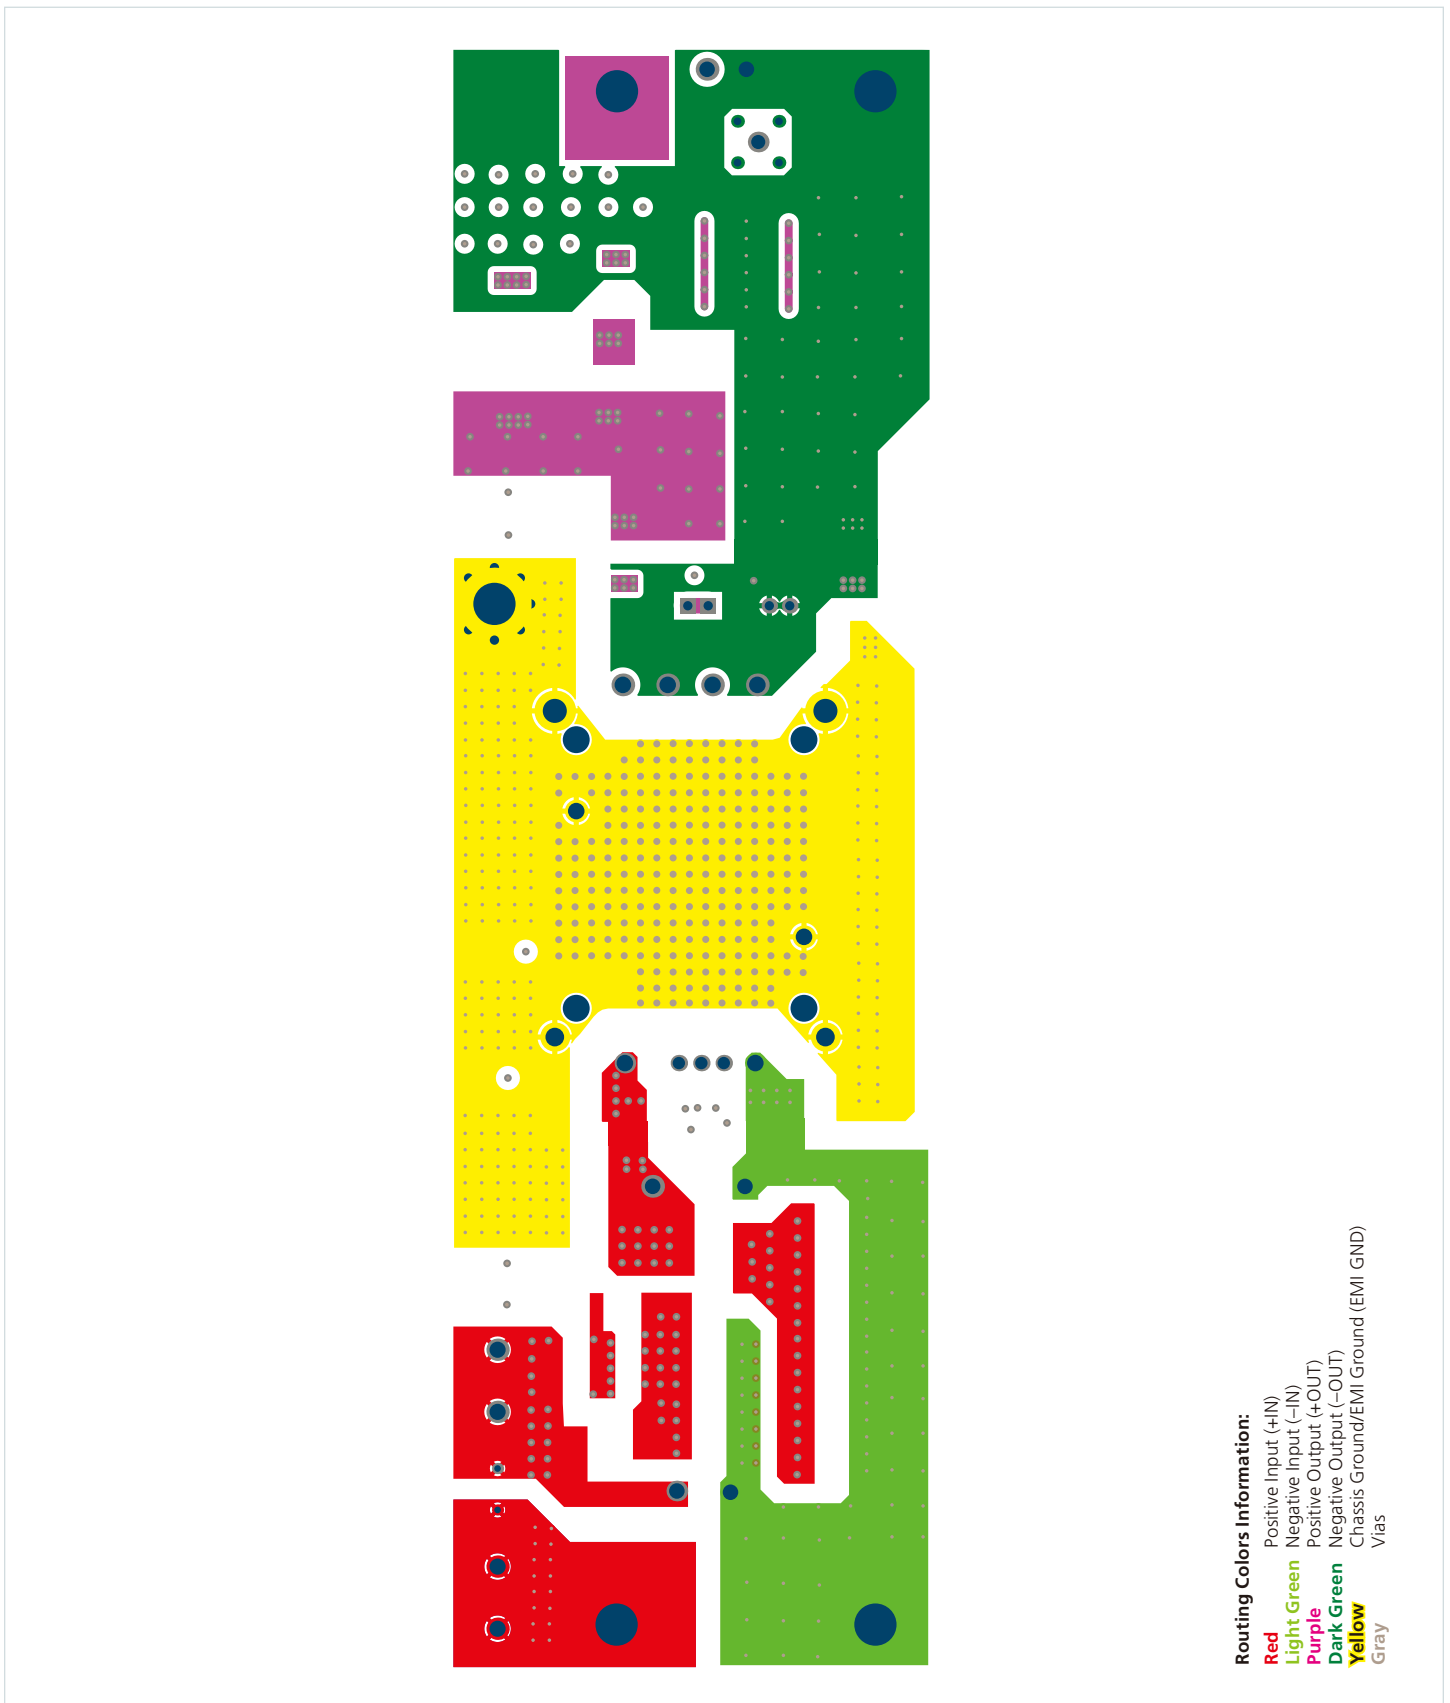 Routing Colors Information:
Red Positive Input (+IN)
Light Green Negative Input (–IN)
Purple Positive Output (+OUT)
Dark Green Negative Output (–OUT)
Yellow Chassis Ground/EMI Ground (EMI GND)
Gray Vias